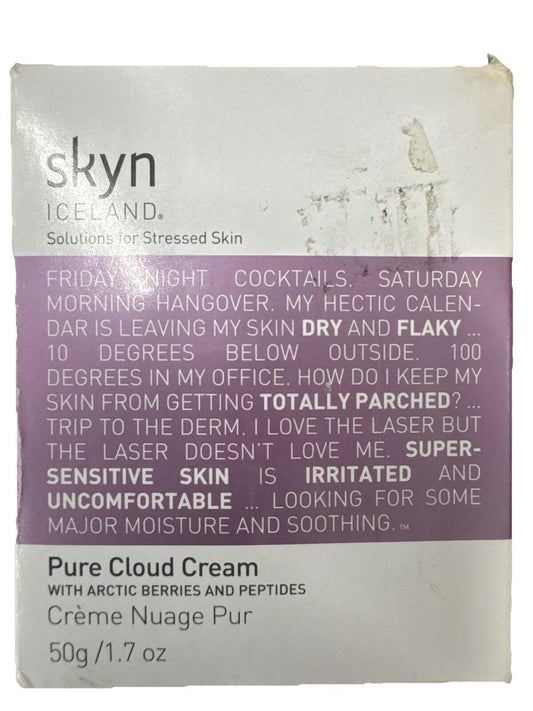 skyn
ICELAND®
Solutions for Stressed Skin
FRIDAY NIGHT COCKTAILS. SATURDAY
MORNING HANGOVER. MY HECTIC CALEN-
DAR IS LEAVING MY SKIN DRY AND FLAKY ...
10 DEGREES BELOW OUTSIDE. 100
DEGREES IN MY OFFICE. HOW DO I KEEP MY
SKIN FROM GETTING TOTALLY PARCHED? ...
TRIP TO THE DERM. I LOVE THE LASER BUT
THE LASER DOESN'T LOVE ME. SUPER-
SENSITIVE SKIN IS IRRITATED AND
UNCOMFORTABLE ... LOOKING FOR SOME
MAJOR MOISTURE AND SOOTHING.™
Pure Cloud Cream
WITH ARCTIC BERRIES AND PEPTIDES
Crème Nuage Pur
50g/1.7 oz